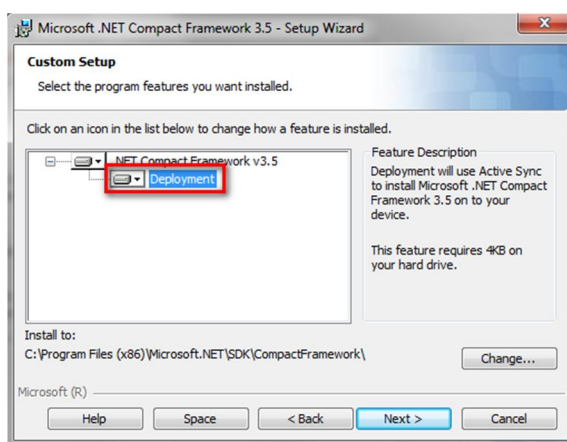 Microsoft .NET Compact Framework 3.5 - Setup Wizard
Custom Setup
Select the program features you want installed.
Click on an icon in the list below to change how a feature is installed.
.NET Compact Framework v3.5
Deployment
Feature Description
Deployment will use Active Sync
to install Microsoft .NET Compact
Framework 3.5 on to your
device.
This feature requires 4KB on
your hard drive.
Install to:
C:\Program Files (x86)\Microsoft.NET\SDK\CompactFramework\
Change...
Microsoft (R)
Help Space < Back Next > Cancel